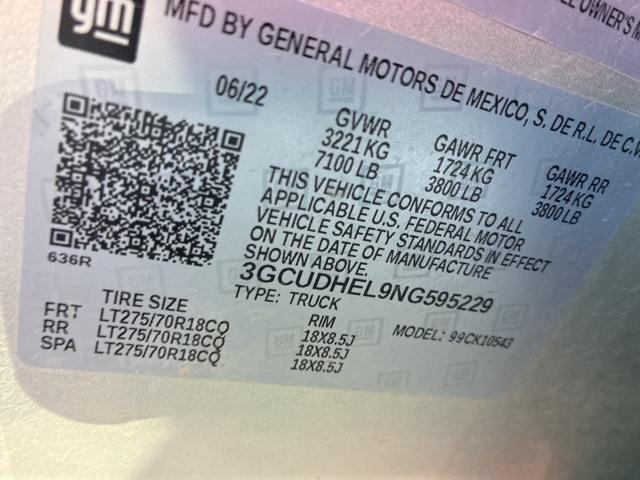 gm
MFD BY GENERAL MOTORS DE MEXICO, S. DE R.L. DE C.V.
OWNER'S
06/22
GVWR GAWR FRT GAWR RR
3221 KG 1724 KG 1724 KG
7100 LB 3800 LB 3800 LB
THIS VEHICLE CONFORMS TO ALL
APPLICABLE U.S. FEDERAL MOTOR
VEHICLE SAFETY STANDARDS IN EFFECT
ON THE DATE OF MANUFACTURE
SHOWN ABOVE.
636R
3GCUDHEL9NG595229
TYPE: TRUCK MODEL: 99CK10543
TIRE SIZE RIM
FRT LT275/70R18CQ 18X8.5J
RR LT275/70R18CQ 18X8.5J
SPA LT275/70R18CQ 18X8.5J